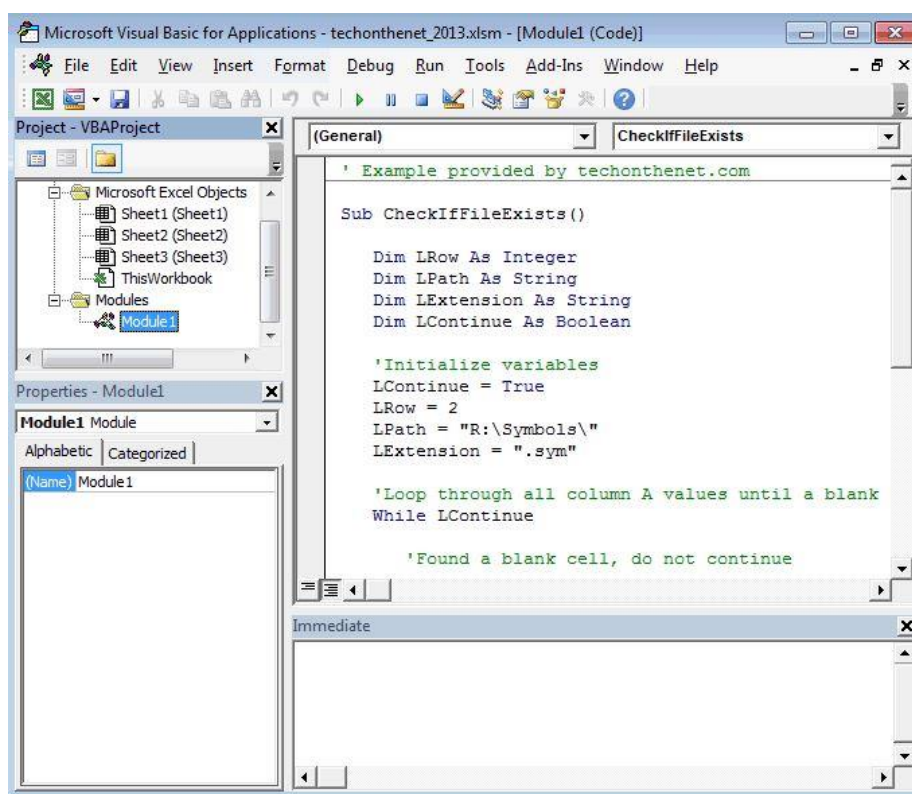 Microsoft Visual Basic for Applications - techonthenet_2013.xlsm - [Module1 (Code)]
File Edit View Insert Format Debug Run Tools Add-Ins Window Help
Project - VBAProject
Microsoft Excel Objects
Sheet1 (Sheet1)
Sheet2 (Sheet2)
Sheet3 (Sheet3)
ThisWorkbook
Modules
Module1
Properties - Module1
Module1 Module
Alphabetic Categorized
(Name) Module1
(General) CheckIfFileExists
' Example provided by techonthenet.com
Sub CheckIfFileExists()
Dim LRow As Integer
Dim LPath As String
Dim LExtension As String
Dim LContinue As Boolean
'Initialize variables
LContinue = True
LRow = 2
LPath = "R:\Symbols\"
LExtension = ".sym"
'Loop through all column A values until a blank
While LContinue
'Found a blank cell, do not continue
Immediate